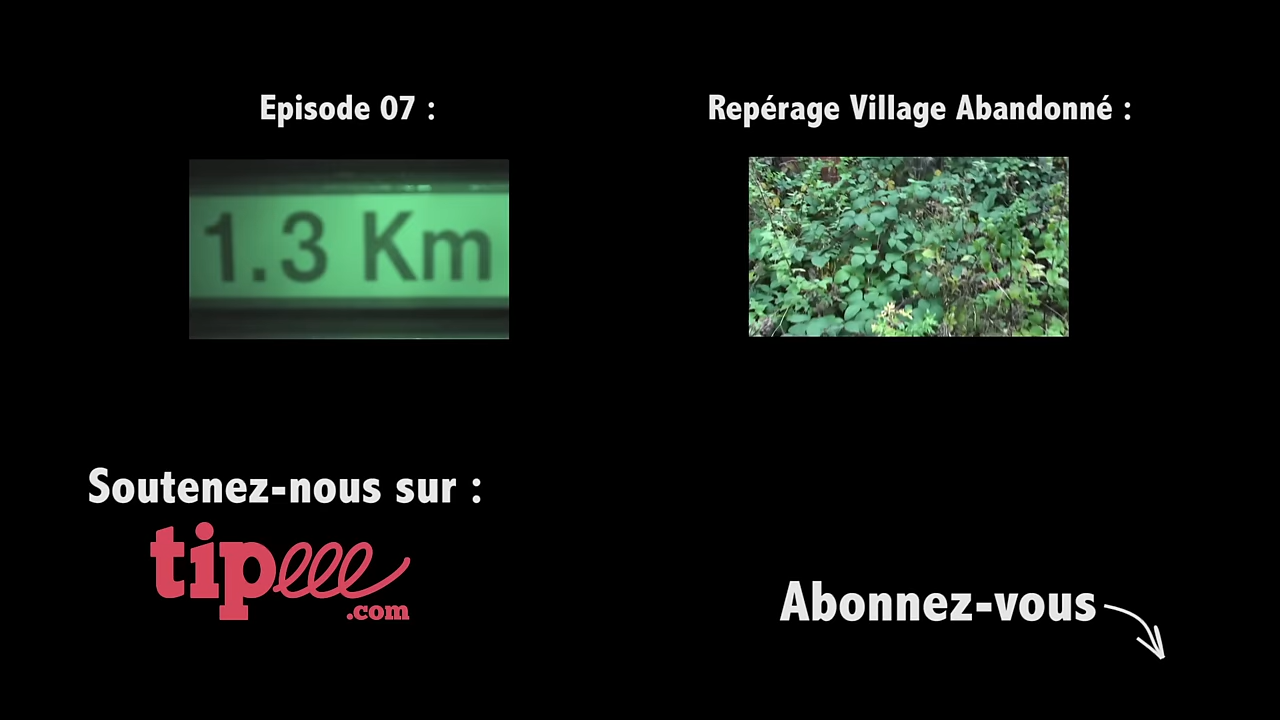 Episode 07 :
Repérage Village Abandonné :
1.3 Km
Soutenez-nous sur :
tipeee
.com
Abonnez-vous